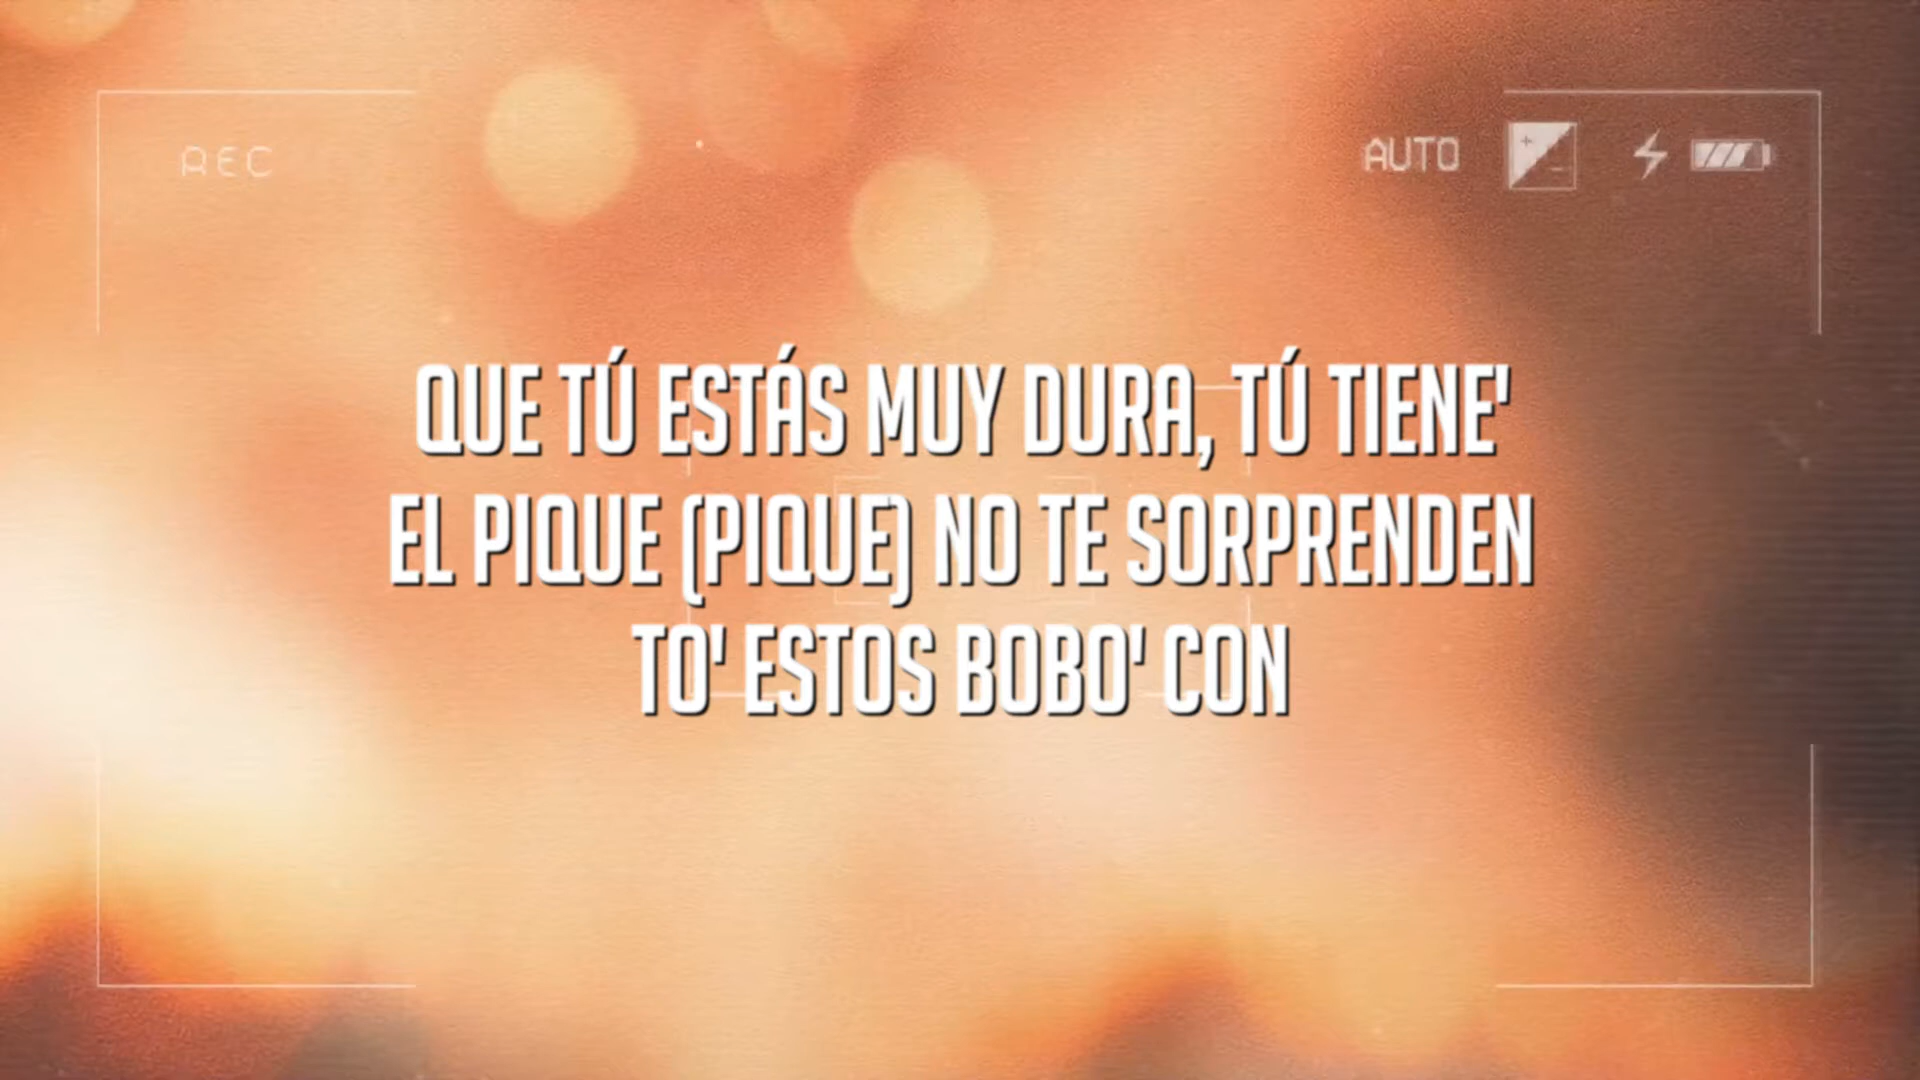 REC
AUTO
QUE TÚ ESTÁS MUY DURA, TÚ TIENE'
EL PIQUE (PIQUE) NO TE SORPRENDEN
TO' ESTOS BOBO' CON